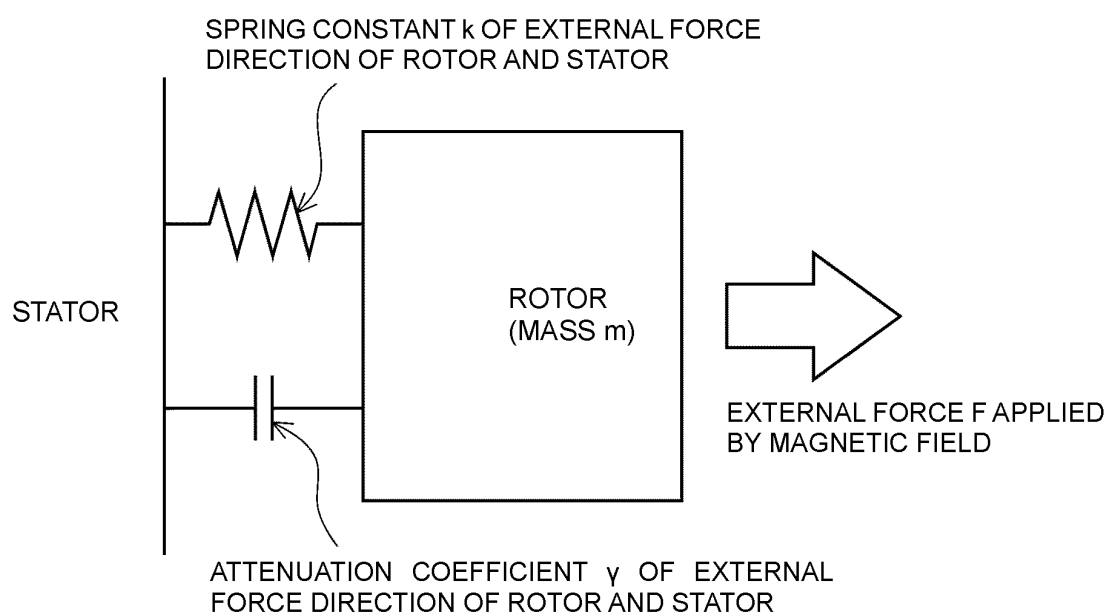 SPRING CONSTANT k OF EXTERNAL FORCE
DIRECTION OF ROTOR AND STATOR
STATOR
ROTOR
(MASS m)
EXTERNAL FORCE F APPLIED
BY MAGNETIC FIELD
ATTENUATION COEFFICIENT γ OF EXTERNAL
FORCE DIRECTION OF ROTOR AND STATOR